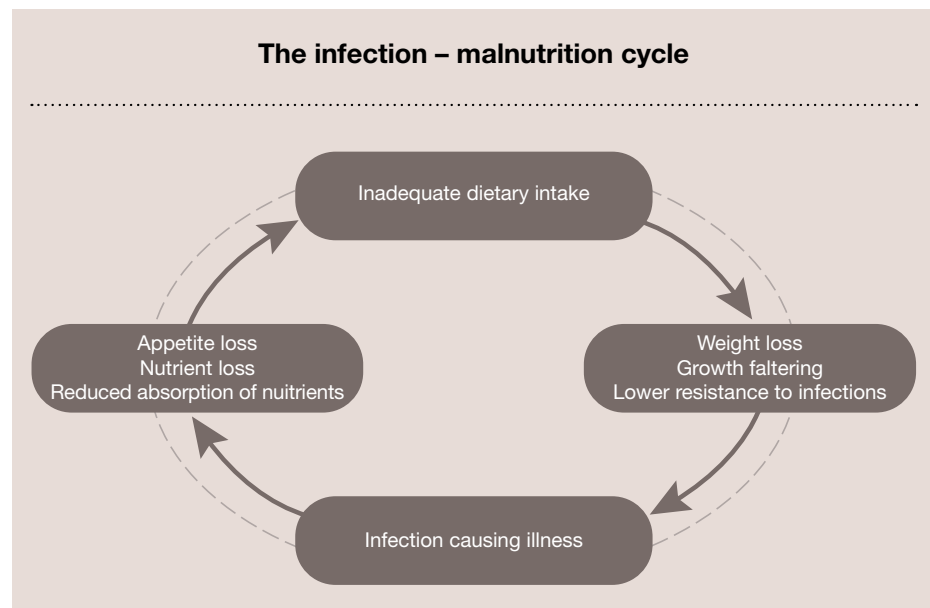 The infection – malnutrition cycle
Inadequate dietary intake
Appetite loss
Nutrient loss
Reduced absorption of nuitrients
Weight loss
Growth faltering
Lower resistance to infections
Infection causing illness